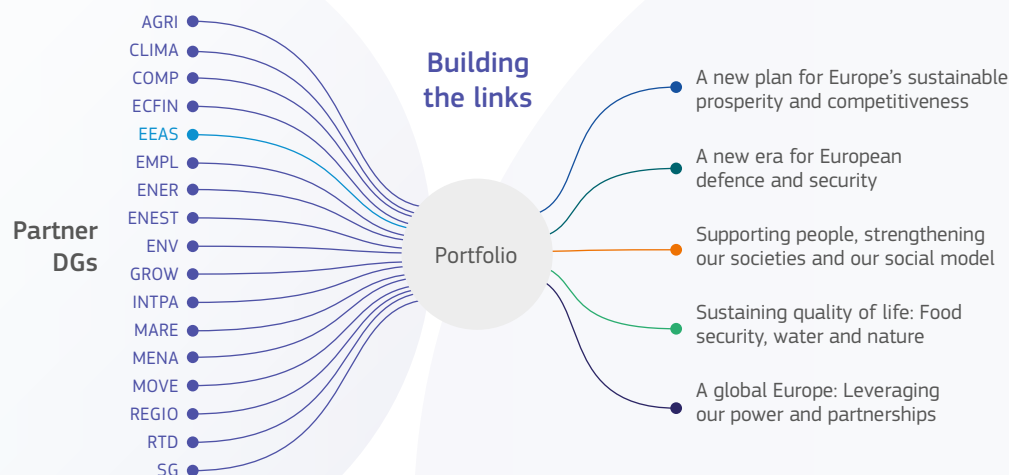 AGRI
CLIMA
COMP
ECFIN
EEAS
EMPL
ENER
ENEST
ENV
GROW
INTPA
MARE
MENA
MOVE
REGIO
RTD
SG
Partner
DGs
Building
the links
Portfolio
A new plan for Europe’s sustainable
prosperity and competitiveness
A new era for European
defence and security
Supporting people, strengthening
our societies and our social model
Sustaining quality of life: Food
security, water and nature
A global Europe: Leveraging
our power and partnerships